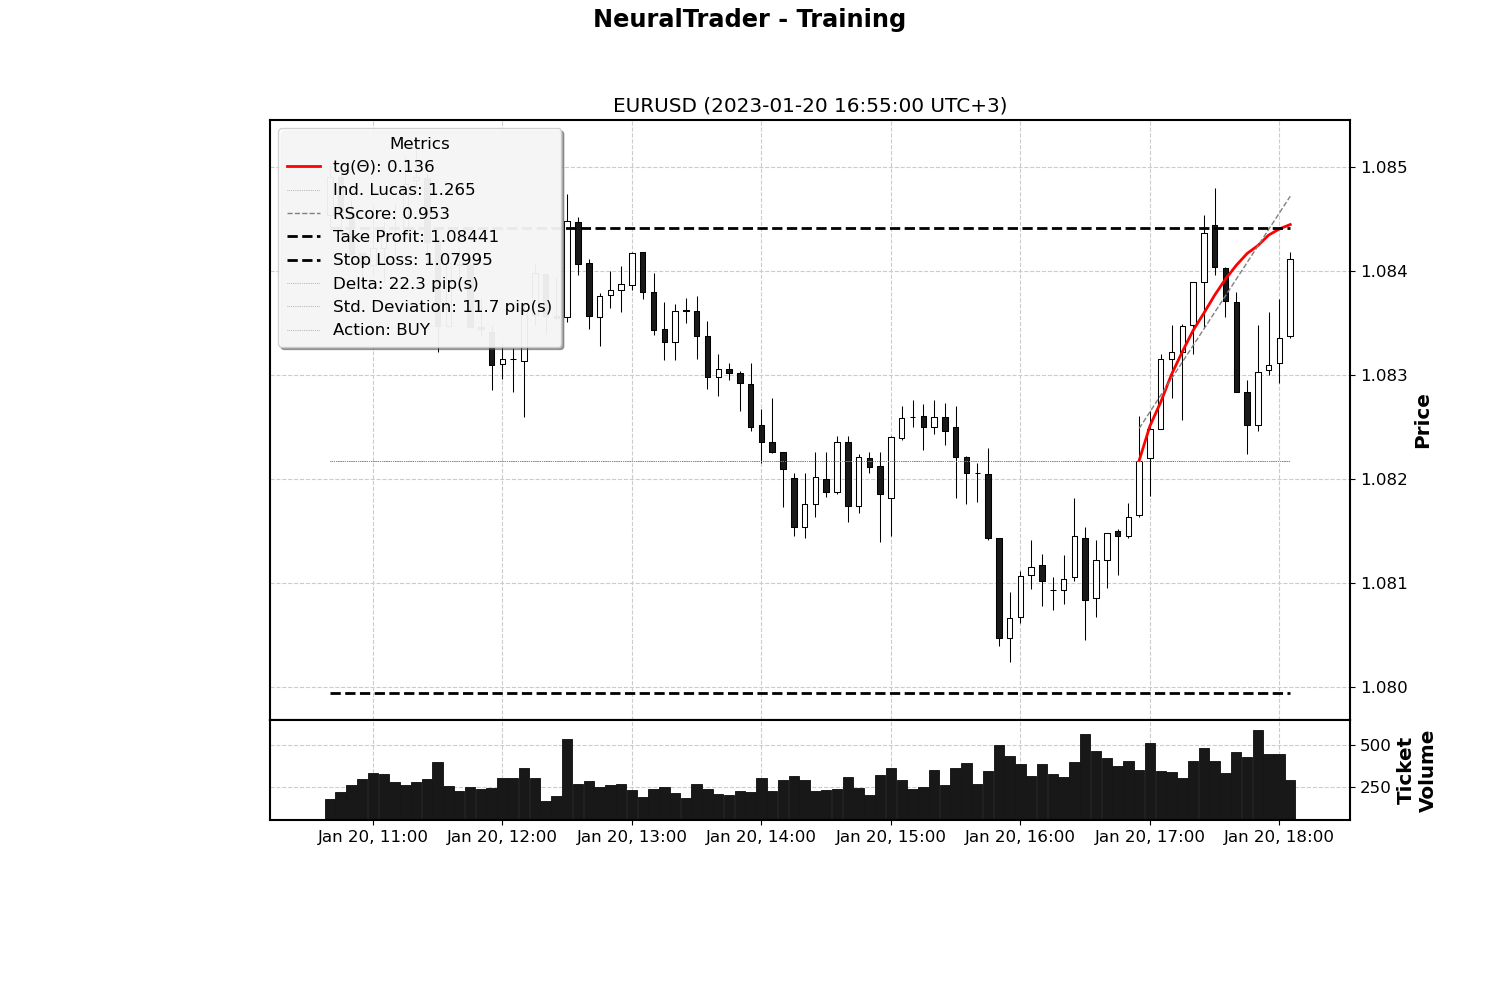 NeuralTrader - Training
EURUSD (2023-01-20 16:55:00 UTC+3)
Metrics
tg(Θ): 0.136
Ind. Lucas: 1.265
RScore: 0.953
Take Profit: 1.08441
Stop Loss: 1.07995
Delta: 22.3 pip(s)
Std. Deviation: 11.7 pip(s)
Action: BUY
1.085
1.084
1.083
1.082
1.081
1.080
Price
500
250
Ticket
Volume
Jan 20, 11:00
Jan 20, 12:00
Jan 20, 13:00
Jan 20, 14:00
Jan 20, 15:00
Jan 20, 16:00
Jan 20, 17:00
Jan 20, 18:00